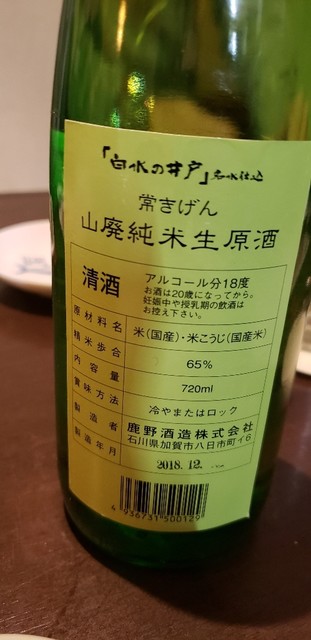 「白水の井戸」名水仕込
常きげん
山廃純米生原酒
清酒 アルコール分18度
お酒は20歳になってから。
妊娠中や授乳期の飲酒は
お控え下さい。
原材料名 米(国産)・米こうじ(国産米)
精米歩合 65%
内容量 720ml
賞味方法 冷やまたはロック
製造者 鹿野酒造株式会社
石川県加賀市八日市町イ6
製造年月 2018.12.
4 936731 500129